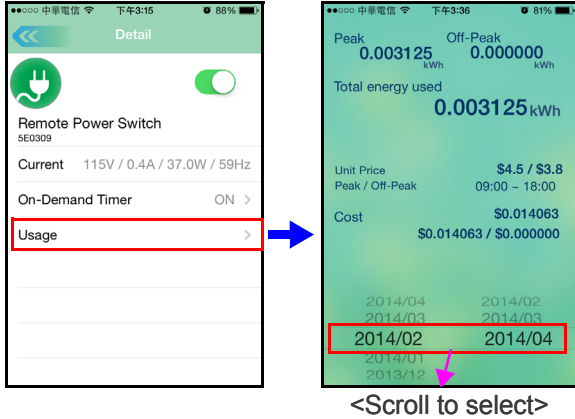 中華電信 下午3:15 88%
Detail
Remote Power Switch
5E0309
Current 115V / 0.4A / 37.0W / 59Hz
On-Demand Timer ON >
Usage >
中華電信 下午3:36 81%
Peak Off-Peak
0.003125 0.000000
kWh kWh
Total energy used
0.003125 kWh
Unit Price $4.5 / $3.8
Peak / Off-Peak 09:00 ~ 18:00
Cost $0.014063
$0.014063 / $0.000000
2014/04 2014/02
2014/03 2014/03
2014/02 2014/04
2014/01
2013/12
<Scroll to select>